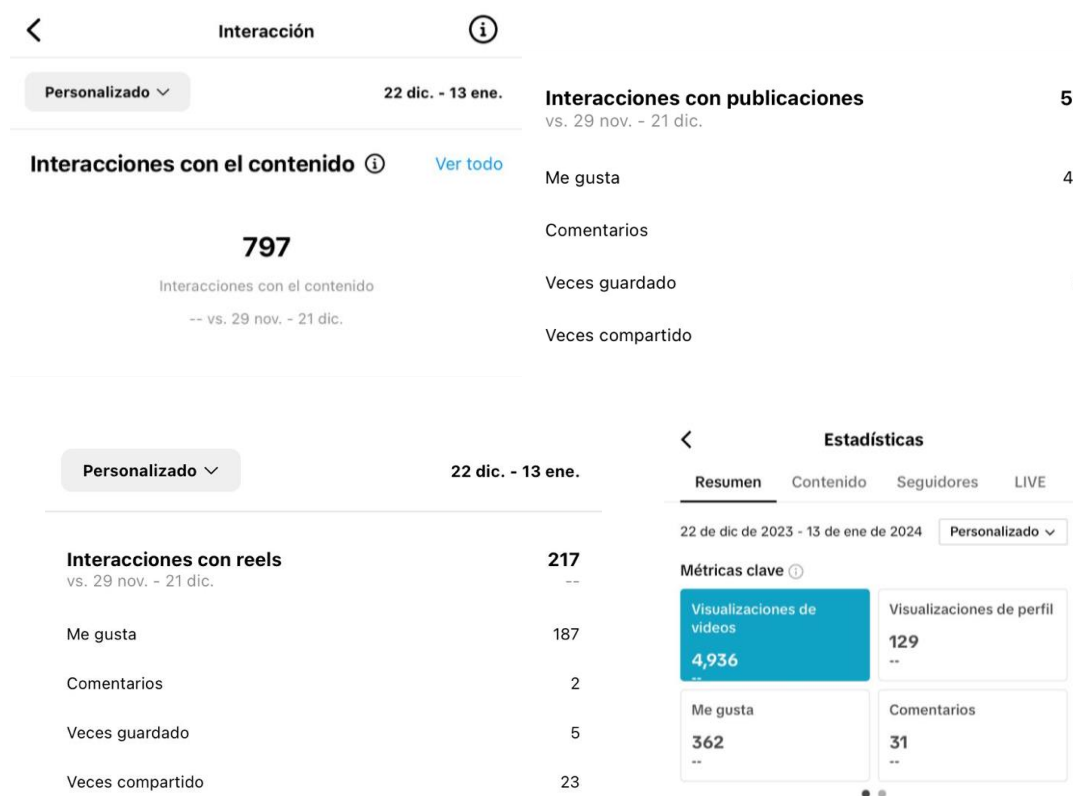 Interacción
Personalizado
22 dic. - 13 ene.
Interacciones con el contenido
Ver todo
797
Interacciones con el contenido
-- vs. 29 nov. - 21 dic.
Interacciones con publicaciones 5
vs. 29 nov. - 21 dic.
Me gusta 4
Comentarios
Veces guardado
Veces compartido
Personalizado
22 dic. - 13 ene.
Interacciones con reels 217
vs. 29 nov. - 21 dic. --
Me gusta 187
Comentarios 2
Veces guardado 5
Veces compartido 23
Estadísticas
Resumen Contenido Seguidores LIVE
22 de dic de 2023 - 13 de ene de 2024 Personalizado
Métricas clave
Visualizaciones de
videos
4,936
--
Visualizaciones de perfil
129
--
Me gusta
362
--
Comentarios
31
--